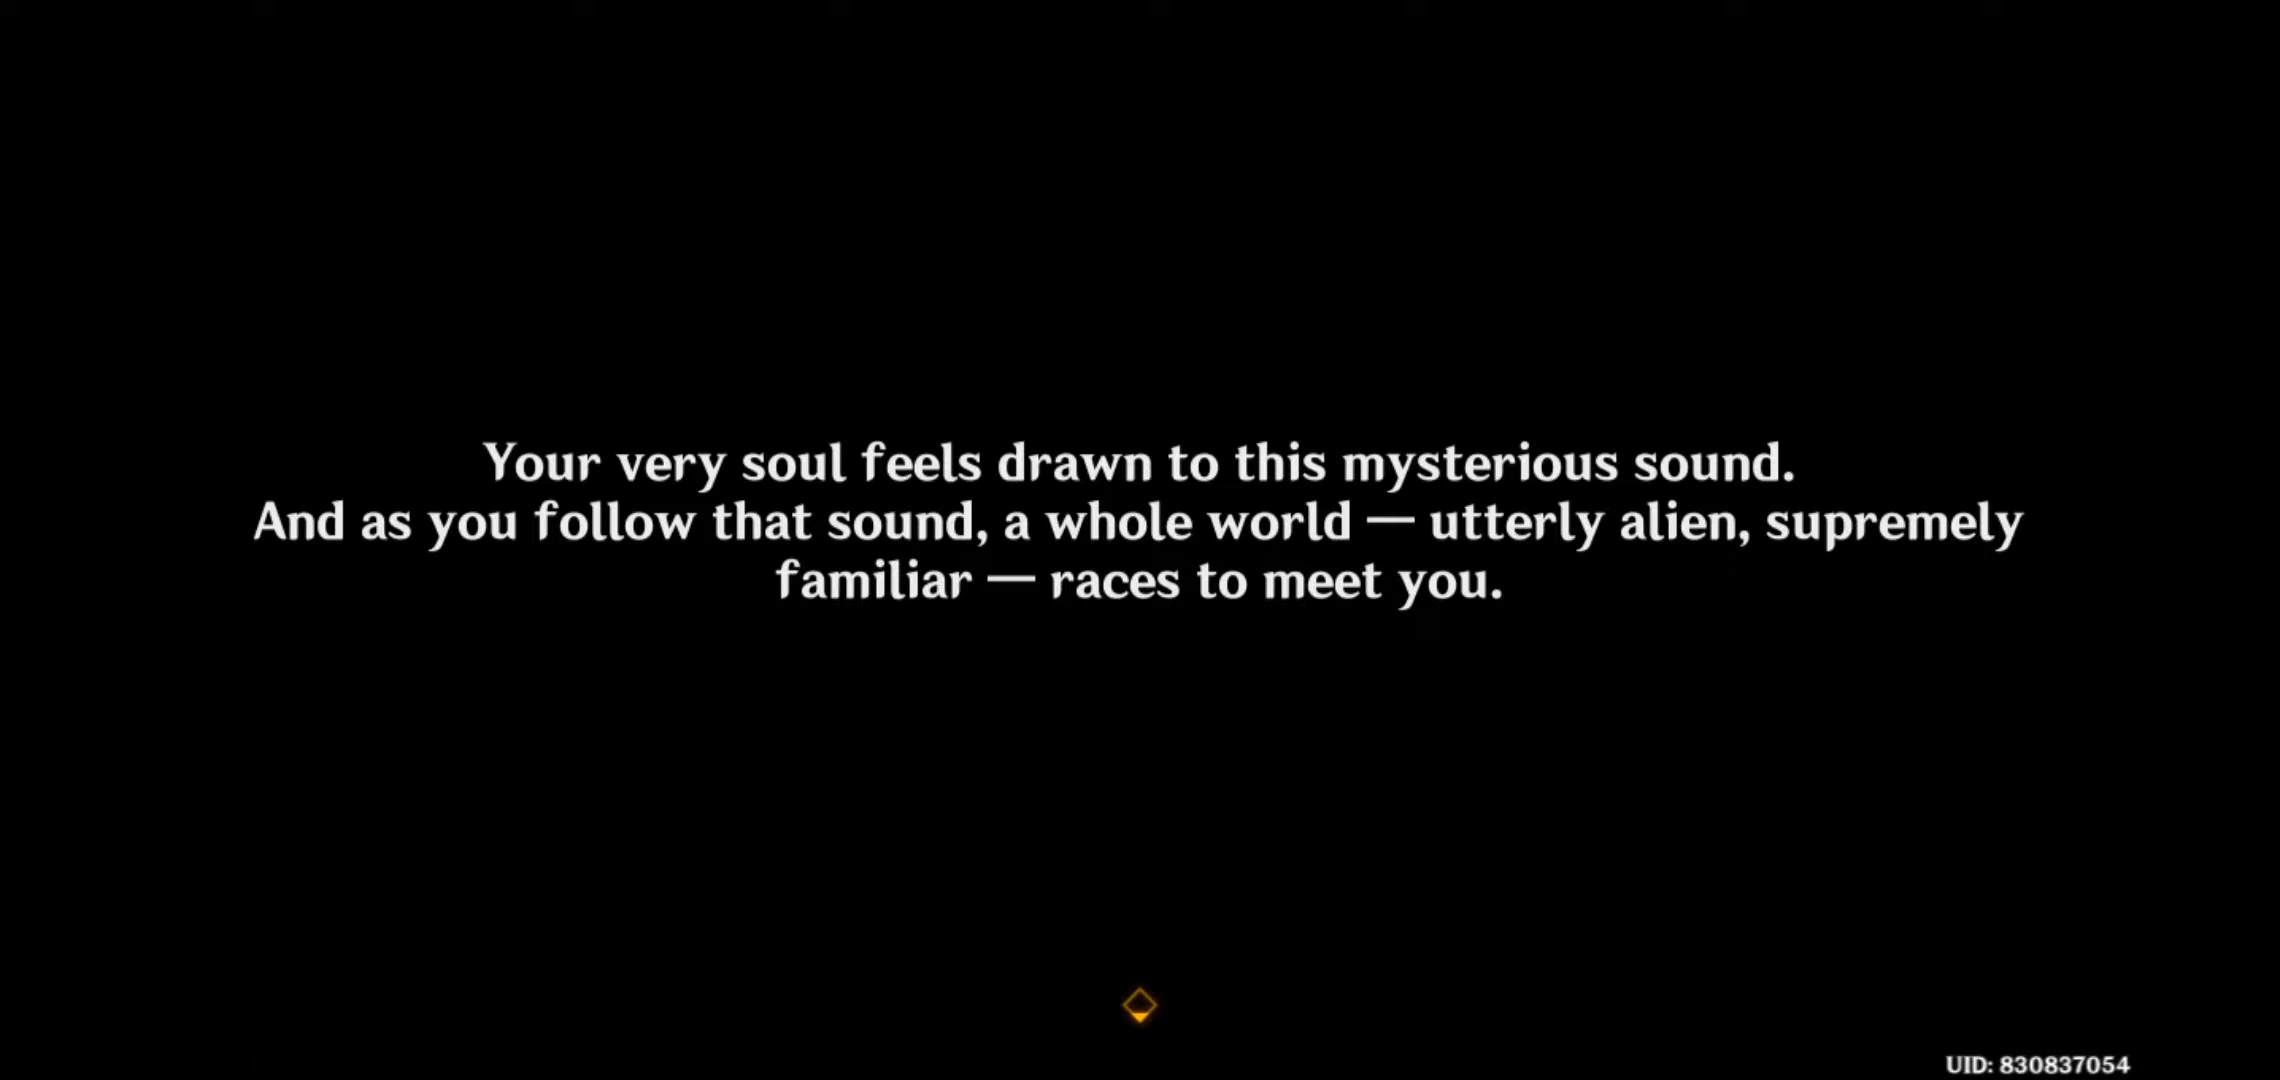 Your very soul feels drawn to this mysterious sound.
And as you follow that sound, a whole world — utterly alien, supremely
familiar — races to meet you.
UID: 830837054